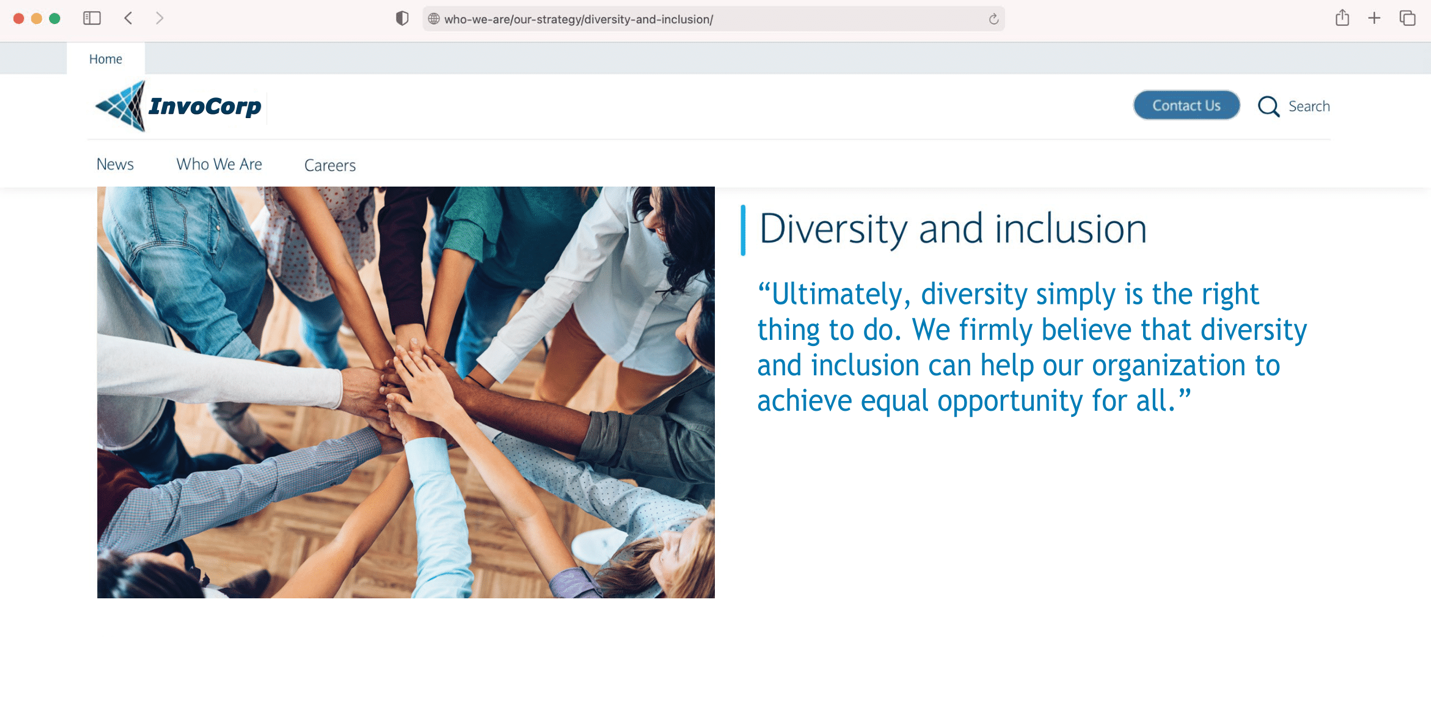 who-we-are/our-strategy/diversity-and-inclusion/
Home
InvoCorp
Contact Us
Search
News
Who We Are
Careers
Diversity and inclusion
“Ultimately, diversity simply is the right
thing to do. We firmly believe that diversity
and inclusion can help our organization to
achieve equal opportunity for all.”